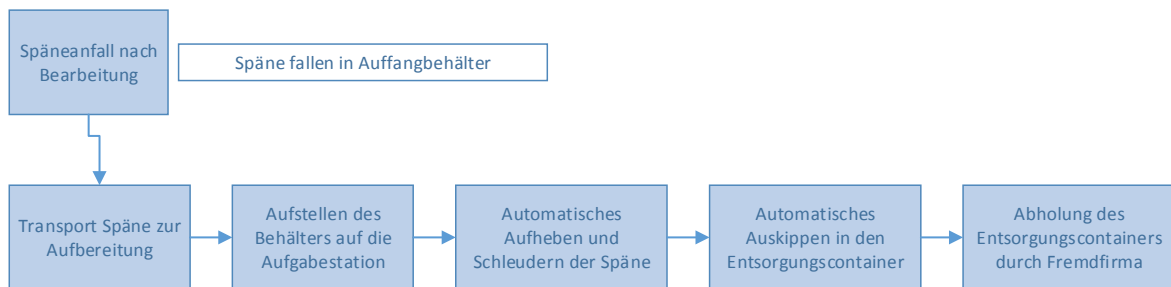 Späneanfall nach
Bearbeitung
Späne fallen in Auffangbehälter
Transport Späne zur
Aufbereitung
Aufstellen des
Behälters auf die
Aufgabestation
Automatisches
Aufheben und
Schleudern der Späne
Automatisches
Auskippen in den
Entsorgungscontainer
Abholung des
Entsorgungscontainers
durch Fremdfirma